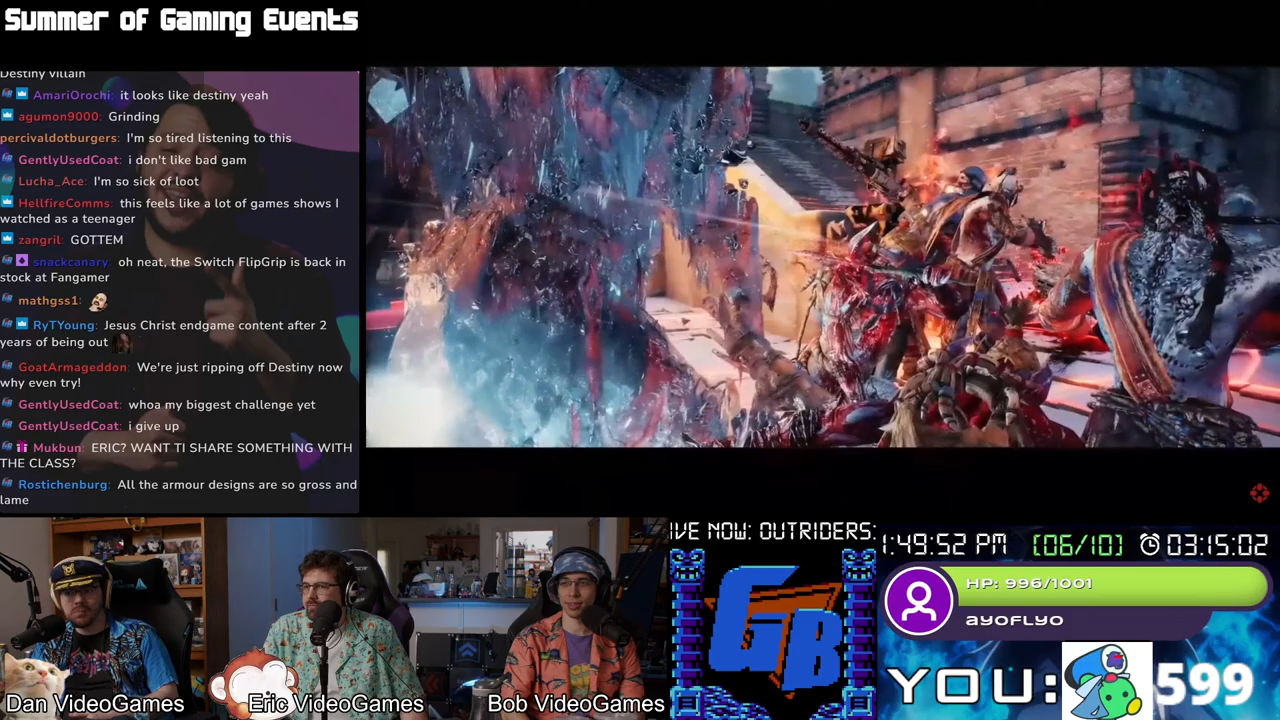 Summer of Gaming Events
Destiny villain
AmariOrochi: it looks like destiny yeah
agumon9000: Grinding
percivaldotburgers: I'm so tired listening to this
GentlyUsedCoat: i don't like bad gam
Lucha_Ace: I'm so sick of loot
HellfireComms: this feels like a lot of games shows I
watched as a teenager
zangril: GOTTEM
snackcanary: oh neat, the Switch FlipGrip is back in
stock at Fangamer
mathgss1:
RyTYoung: Jesus Christ endgame content after 2
years of being out
GoatArmageddon: We're just ripping off Destiny now
why even try!
GentlyUsedCoat: whoa my biggest challenge yet
GentlyUsedCoat: i give up
Mukbun: ERIC? WANT TI SHARE SOMETHING WITH
THE CLASS?
Rostichenburg: All the armour designs are so gross and
lame
IVE NOW: OUTRIDERS:
1:49:52 PM [06/10] 03:15:02
HP: 996/1001
ayoflyo
GB
YOU: 599
Dan VideoGames
Eric VideoGames
Bob VideoGames